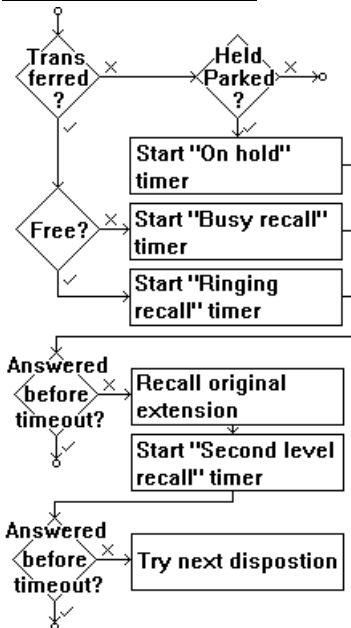 Trans
ferred
?
Held
Parked
?
Start "On hold"
timer
Free?
Start "Busy recall"
timer
Start "Ringing
recall" timer
Answered
before
timeout?
Recall original
extension
Start "Second level
recall" timer
Answered
before
timeout?
Try next dispostion